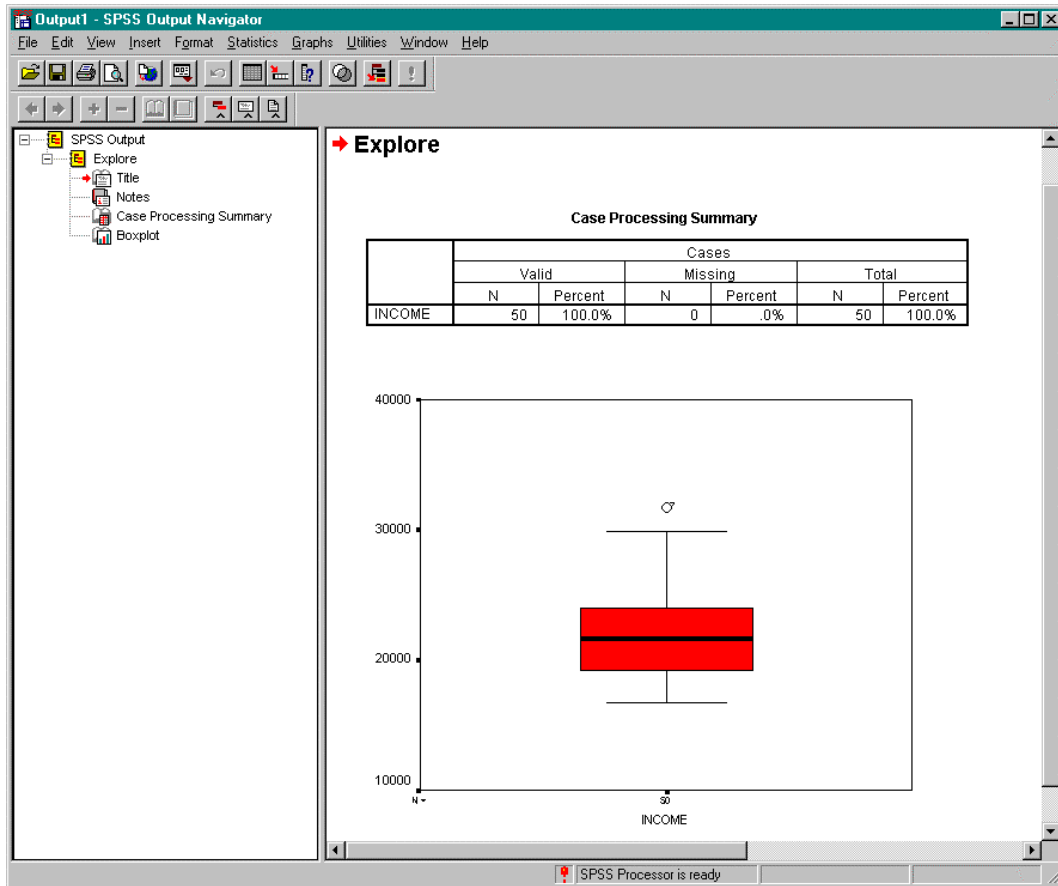 Output1 - SPSS Output Navigator
File Edit View Insert Format Statistics Graphs Utilities Window Help
SPSS Output
Explore
Title
Notes
Case Processing Summary
Boxplot
Explore
Case Processing Summary
Cases
Valid Missing Total
N Percent N Percent N Percent
INCOME 50 100.0% 0 .0% 50 100.0%
40000
30000
20000
10000
N = 50
INCOME
SPSS Processor is ready